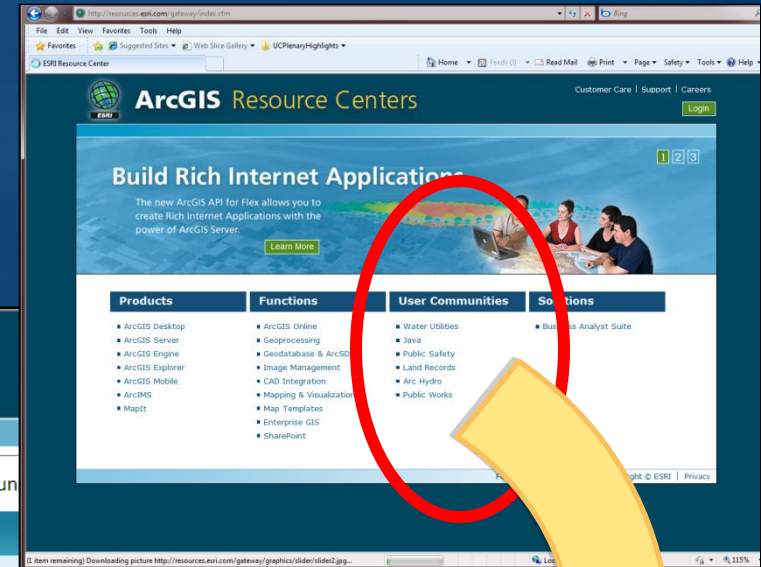 http://resources.esri.com/gateway/index.cfm
Bing
File Edit View Favorites Tools Help
Favorites Suggested Sites Web Slice Gallery UCPlenaryHighlights
ESRI Resource Center
Home Feeds (J) Read Mail Print Page Safety Tools Help
ESRI
ArcGIS Resource Centers
Customer Care | Support | Careers
Login
Build Rich Internet Applications
1 2 3
The new ArcGIS API for Flex allows you to
create Rich Internet Applications with the
power of ArcGIS Server.
Learn More
Products
ArcGIS Desktop
ArcGIS Server
ArcGIS Engine
ArcGIS Explorer
ArcGIS Mobile
ArcIMS
MapIt
Functions
ArcGIS Online
Geoprocessing
Geodatabase & ArcSD
Image Management
CAD Integration
Mapping & Visualization
Map Templates
Enterprise GIS
SharePoint
User Communities
Water Utilities
Java
Public Safety
Land Records
Arc Hydro
Public Works
Solutions
Business Analyst Suite
© ESRI | Privacy
(1 item remaining) Downloading picture http://resources.esri.com/gateway/graphics/slider/slider2.jpg...
115%